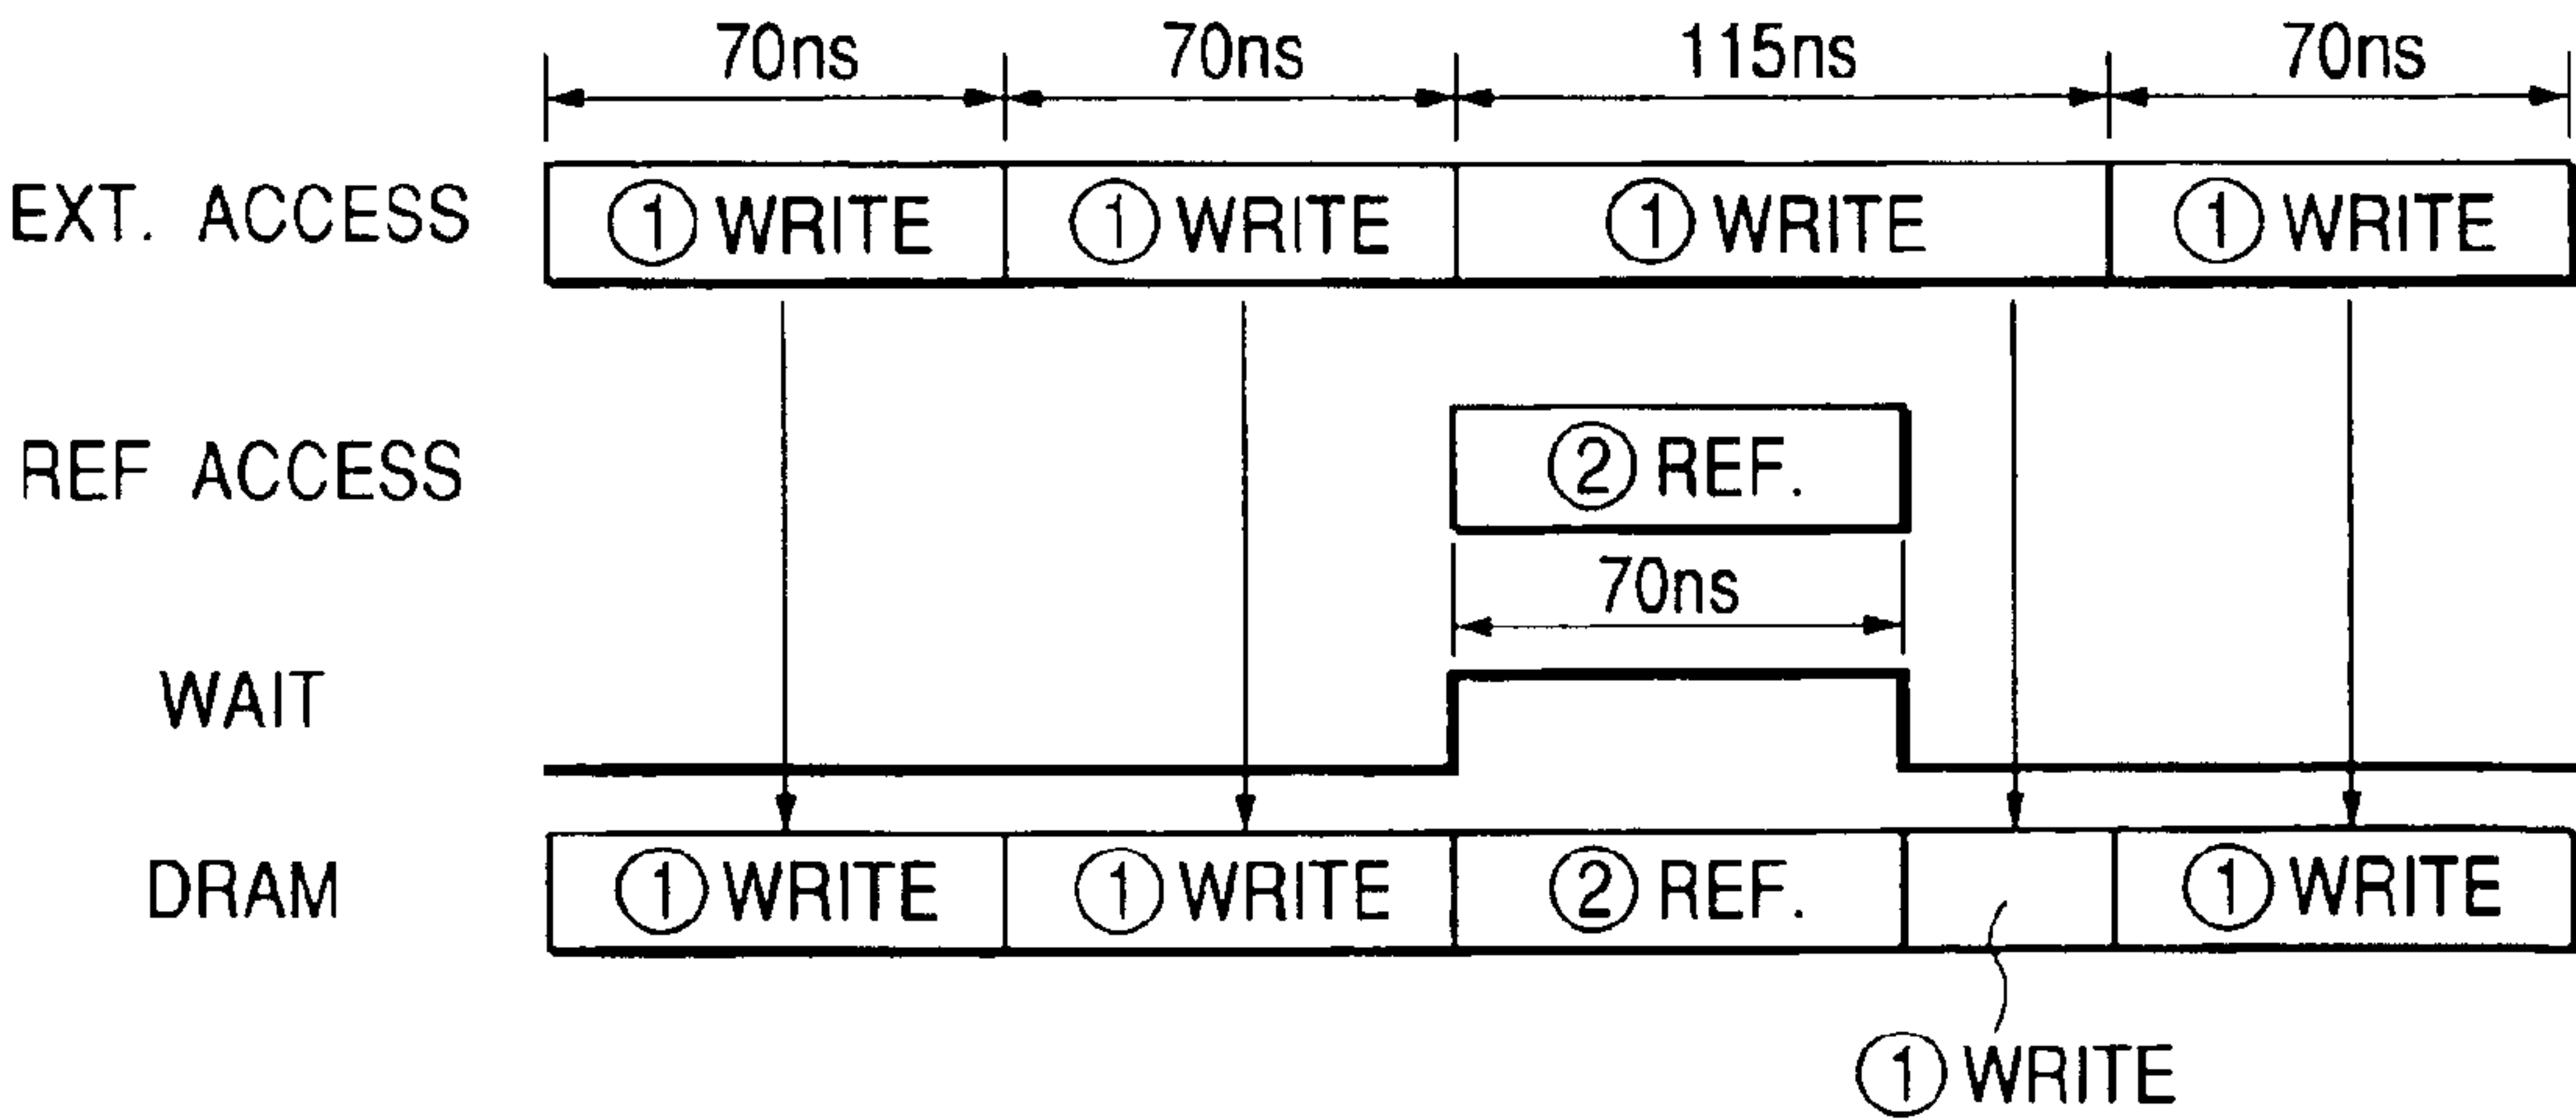 70ns 70ns 115ns 70ns
EXT. ACCESS ① WRITE ① WRITE ① WRITE ① WRITE
REF ACCESS ② REF.
70ns
WAIT
DRAM ① WRITE ① WRITE ② REF. ① WRITE
① WRITE